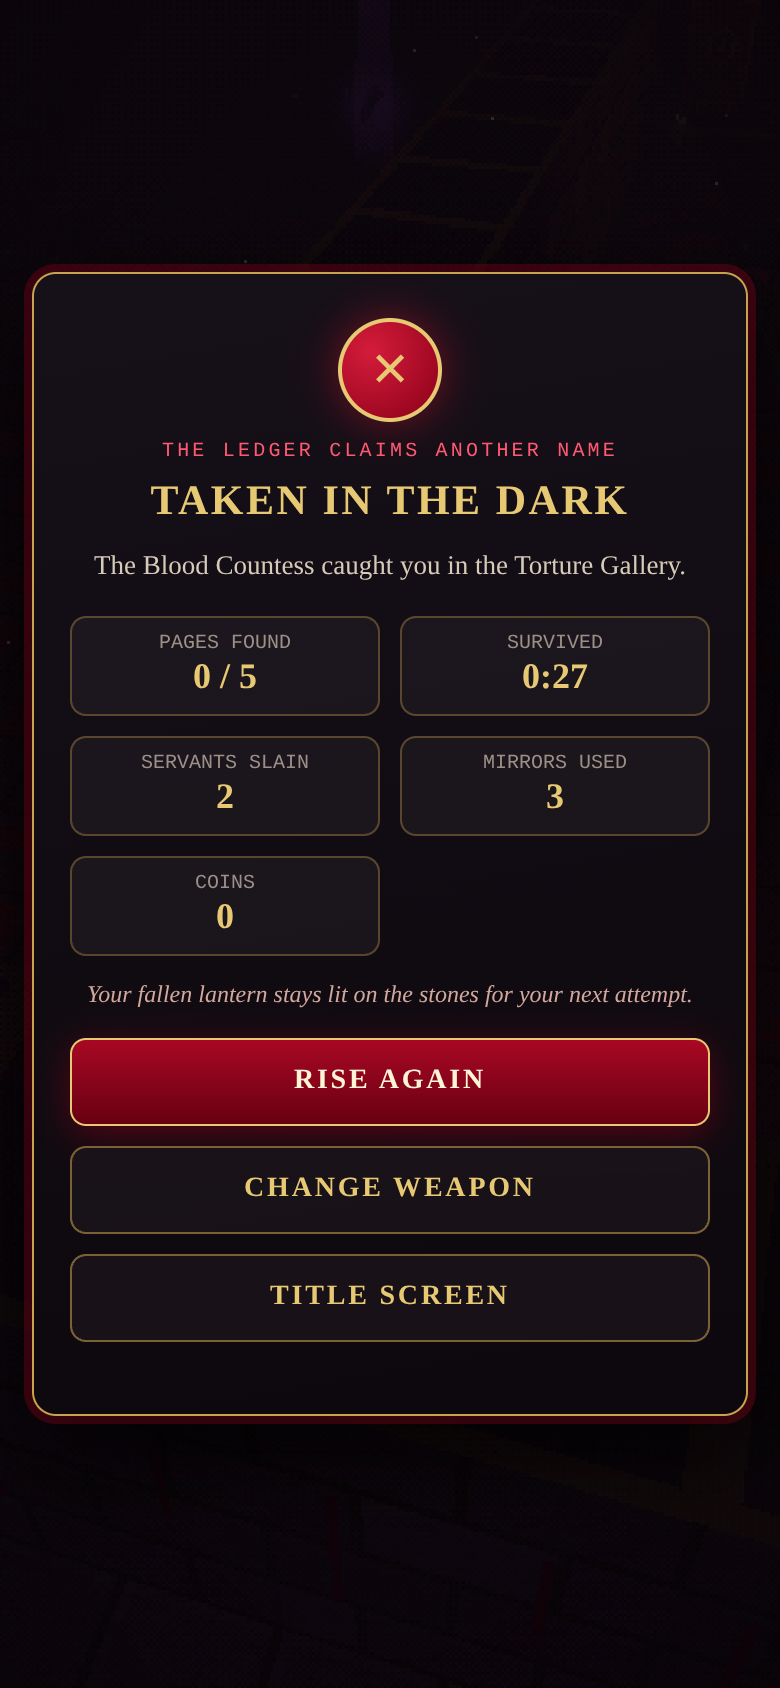 THE LEDGER CLAIMS ANOTHER NAME
TAKEN IN THE DARK
The Blood Countess caught you in the Torture Gallery.
PAGES FOUND
0 / 5
SURVIVED
0:27
SERVANTS SLAIN
2
MIRRORS USED
3
COINS
0
Your fallen lantern stays lit on the stones for your next attempt.
RISE AGAIN
CHANGE WEAPON
TITLE SCREEN